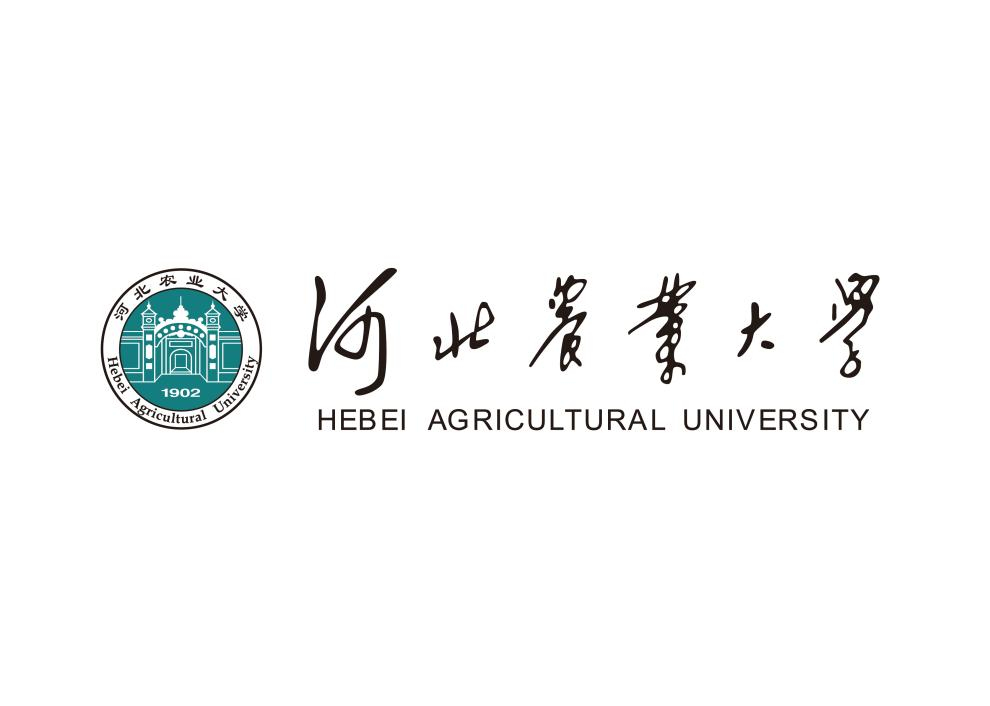 河北农业大学
1902
Hebei Agricultural University
河北農業大學
HEBEI AGRICULTURAL UNIVERSITY